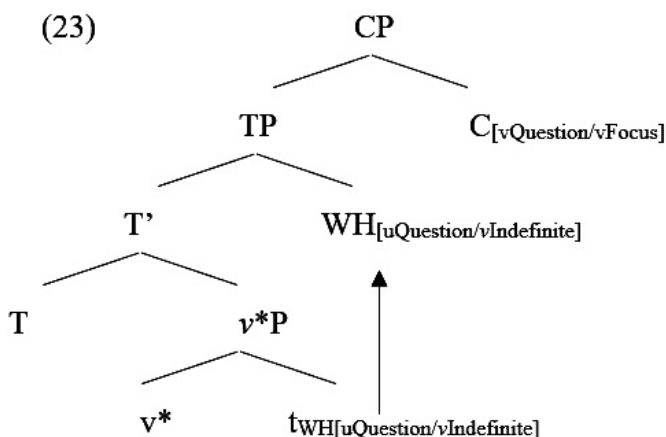 (23) CP
TP C[vQuestion/vFocus]
T’ WH[uQuestion/vIndefinite]
T v*P
v* tWH[uQuestion/vIndefinite]